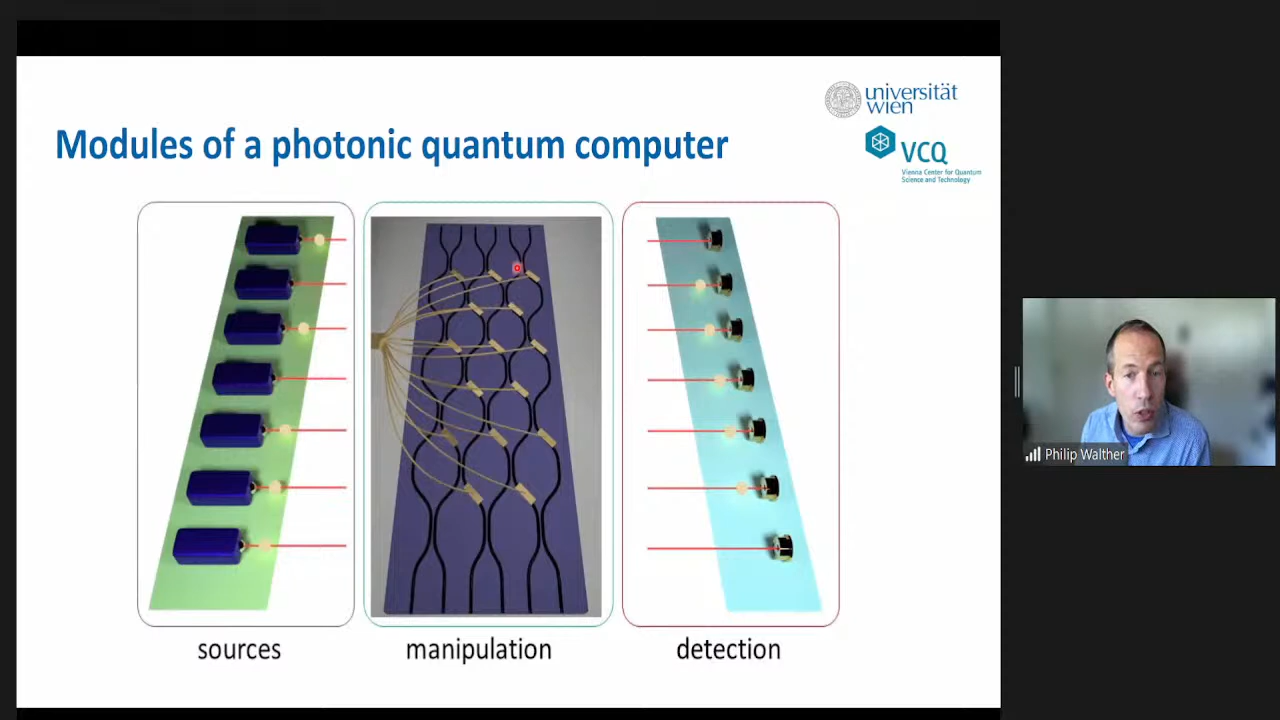 universität
wien
Modules of a photonic quantum computer
VCQ
Vienna Center for Quantum
Science and Technology
sources
manipulation
detection
Philip Walther